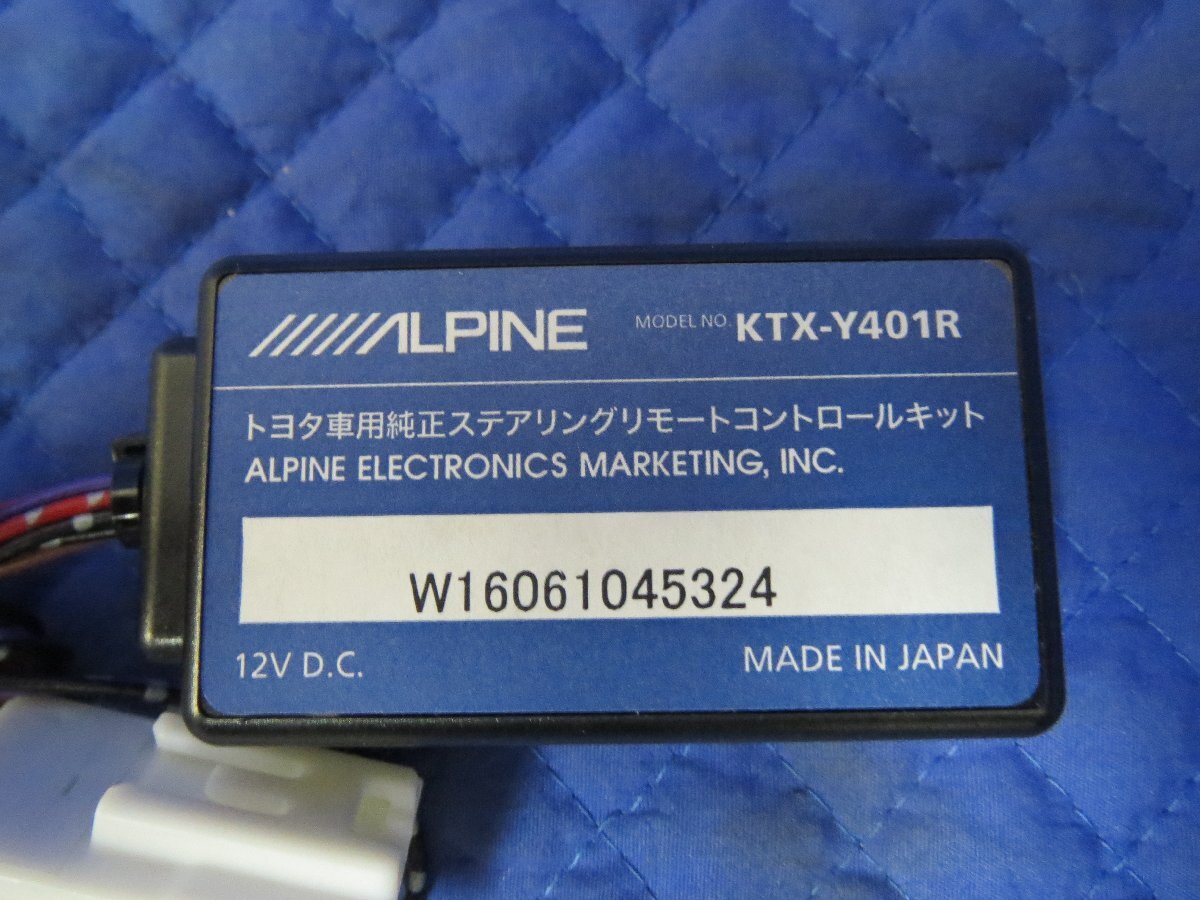 ALPINE MODEL NO. KTX-Y401R
トヨタ車用純正ステアリングリモートコントロールキット
ALPINE ELECTRONICS MARKETING, INC.
W16061045324
12V D.C. MADE IN JAPAN